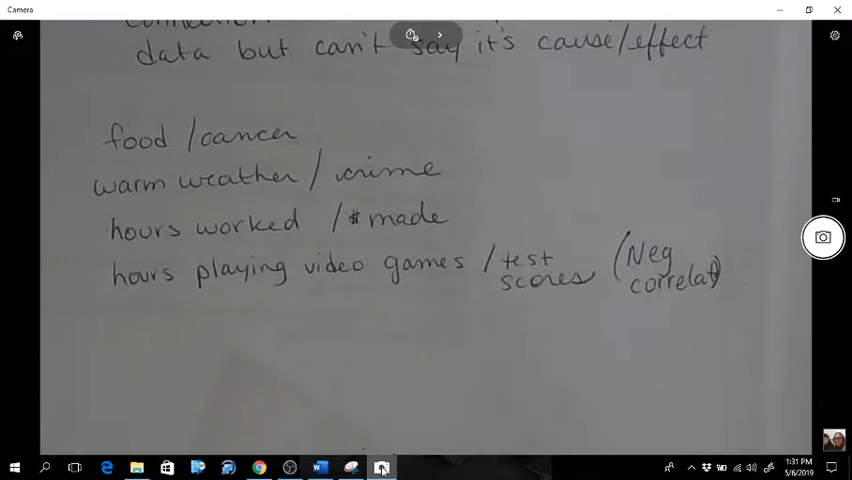 Camera
data but can't say it's cause/effect
food / cancer
warm weather / crime
hours worked / $ made
hours playing video games / test scores (Neg correlat)
1:31 PM
5/6/2019